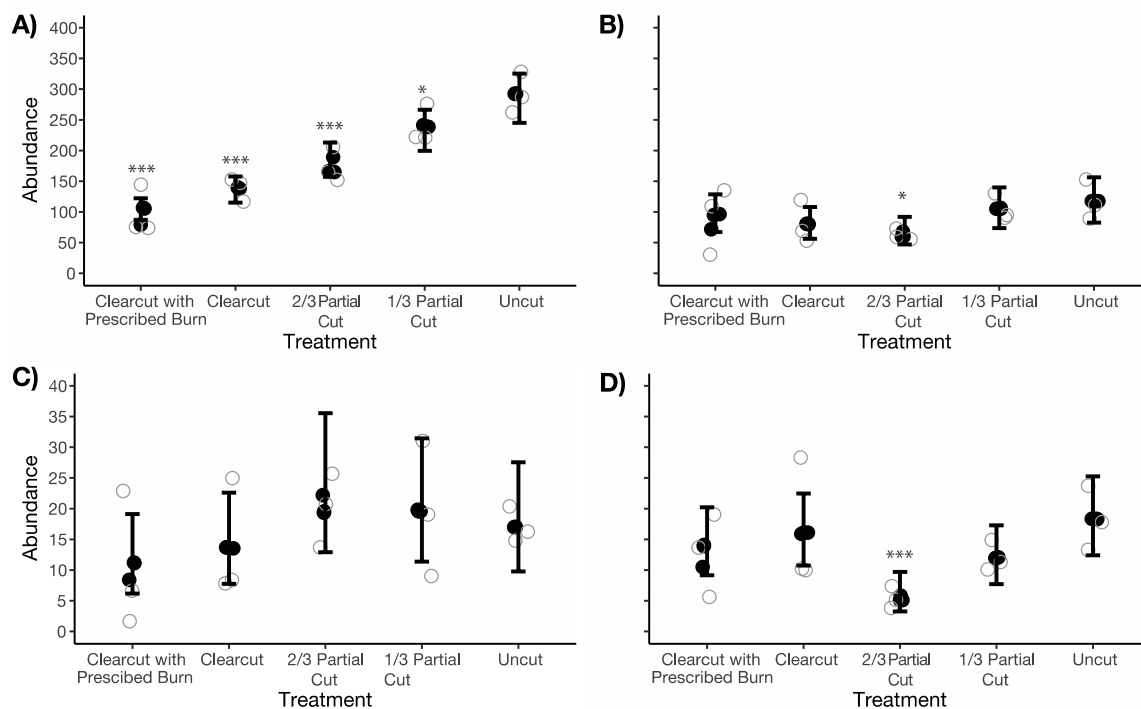 A)
400
350
300
250
200
150
100
50
0
Abundance
***
***
***
*
Clearcut with
Prescribed Burn
Clearcut
2/3 Partial
Cut
1/3 Partial
Cut
Uncut
Treatment
B)
*
Clearcut with
Prescribed Burn
Clearcut
2/3 Partial
Cut
1/3 Partial
Cut
Uncut
Treatment
C)
40
35
30
25
20
15
10
5
0
Abundance
Clearcut with
Prescibed Burn
Clearcut
2/3 Partial
Cut
1/3 Partial
Cut
Uncut
Treatment
D)
***
Clearcut with
Prescibed Burn
Clearcut
2/3 Partial
Cut
1/3 Partial
Cut
Uncut
Treatment